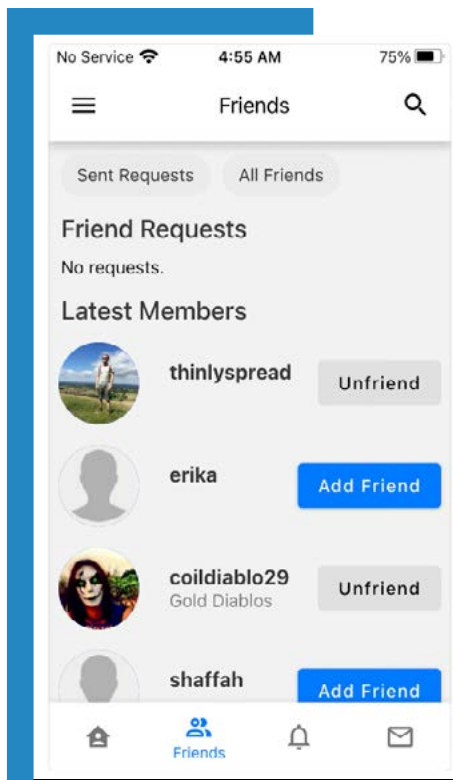 No Service 4:55 AM 75%
Friends
Sent Requests All Friends
Friend Requests
No requests.
Latest Members
thinlyspread
Unfriend
erika
Add Friend
coildiablo29
Gold Diablos
Unfriend
shaffah
Add Friend
Friends